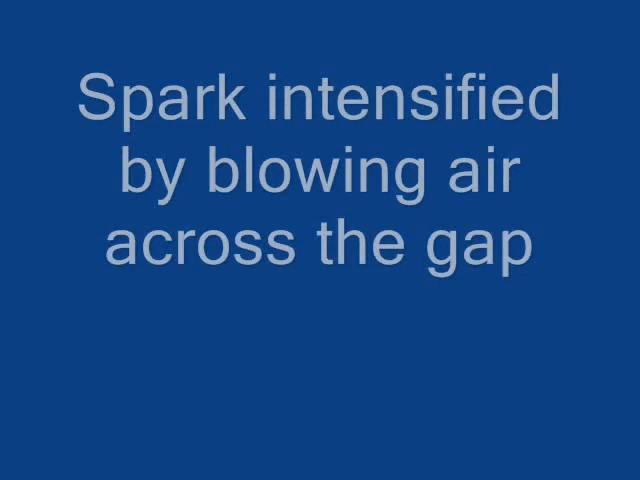 Spark intensified
by blowing air
across the gap